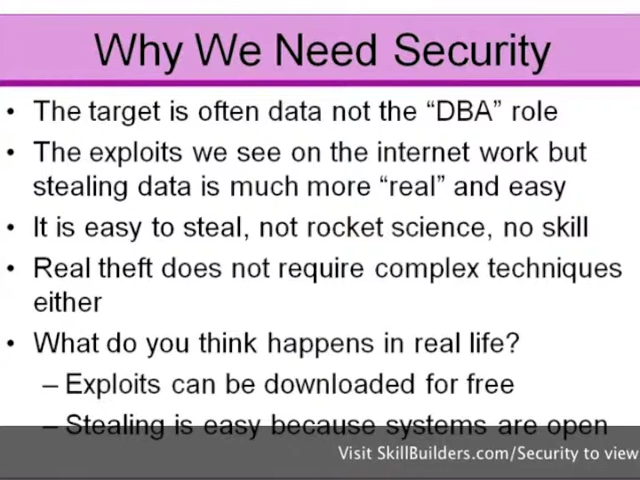 Why We Need Security
• The target is often data not the “DBA” role
• The exploits we see on the internet work but
stealing data is much more “real” and easy
• It is easy to steal, not rocket science, no skill
• Real theft does not require complex techniques
either
• What do you think happens in real life?
– Exploits can be downloaded for free
– Stealing is easy because systems are open
Visit SkillBuilders.com/Security to view